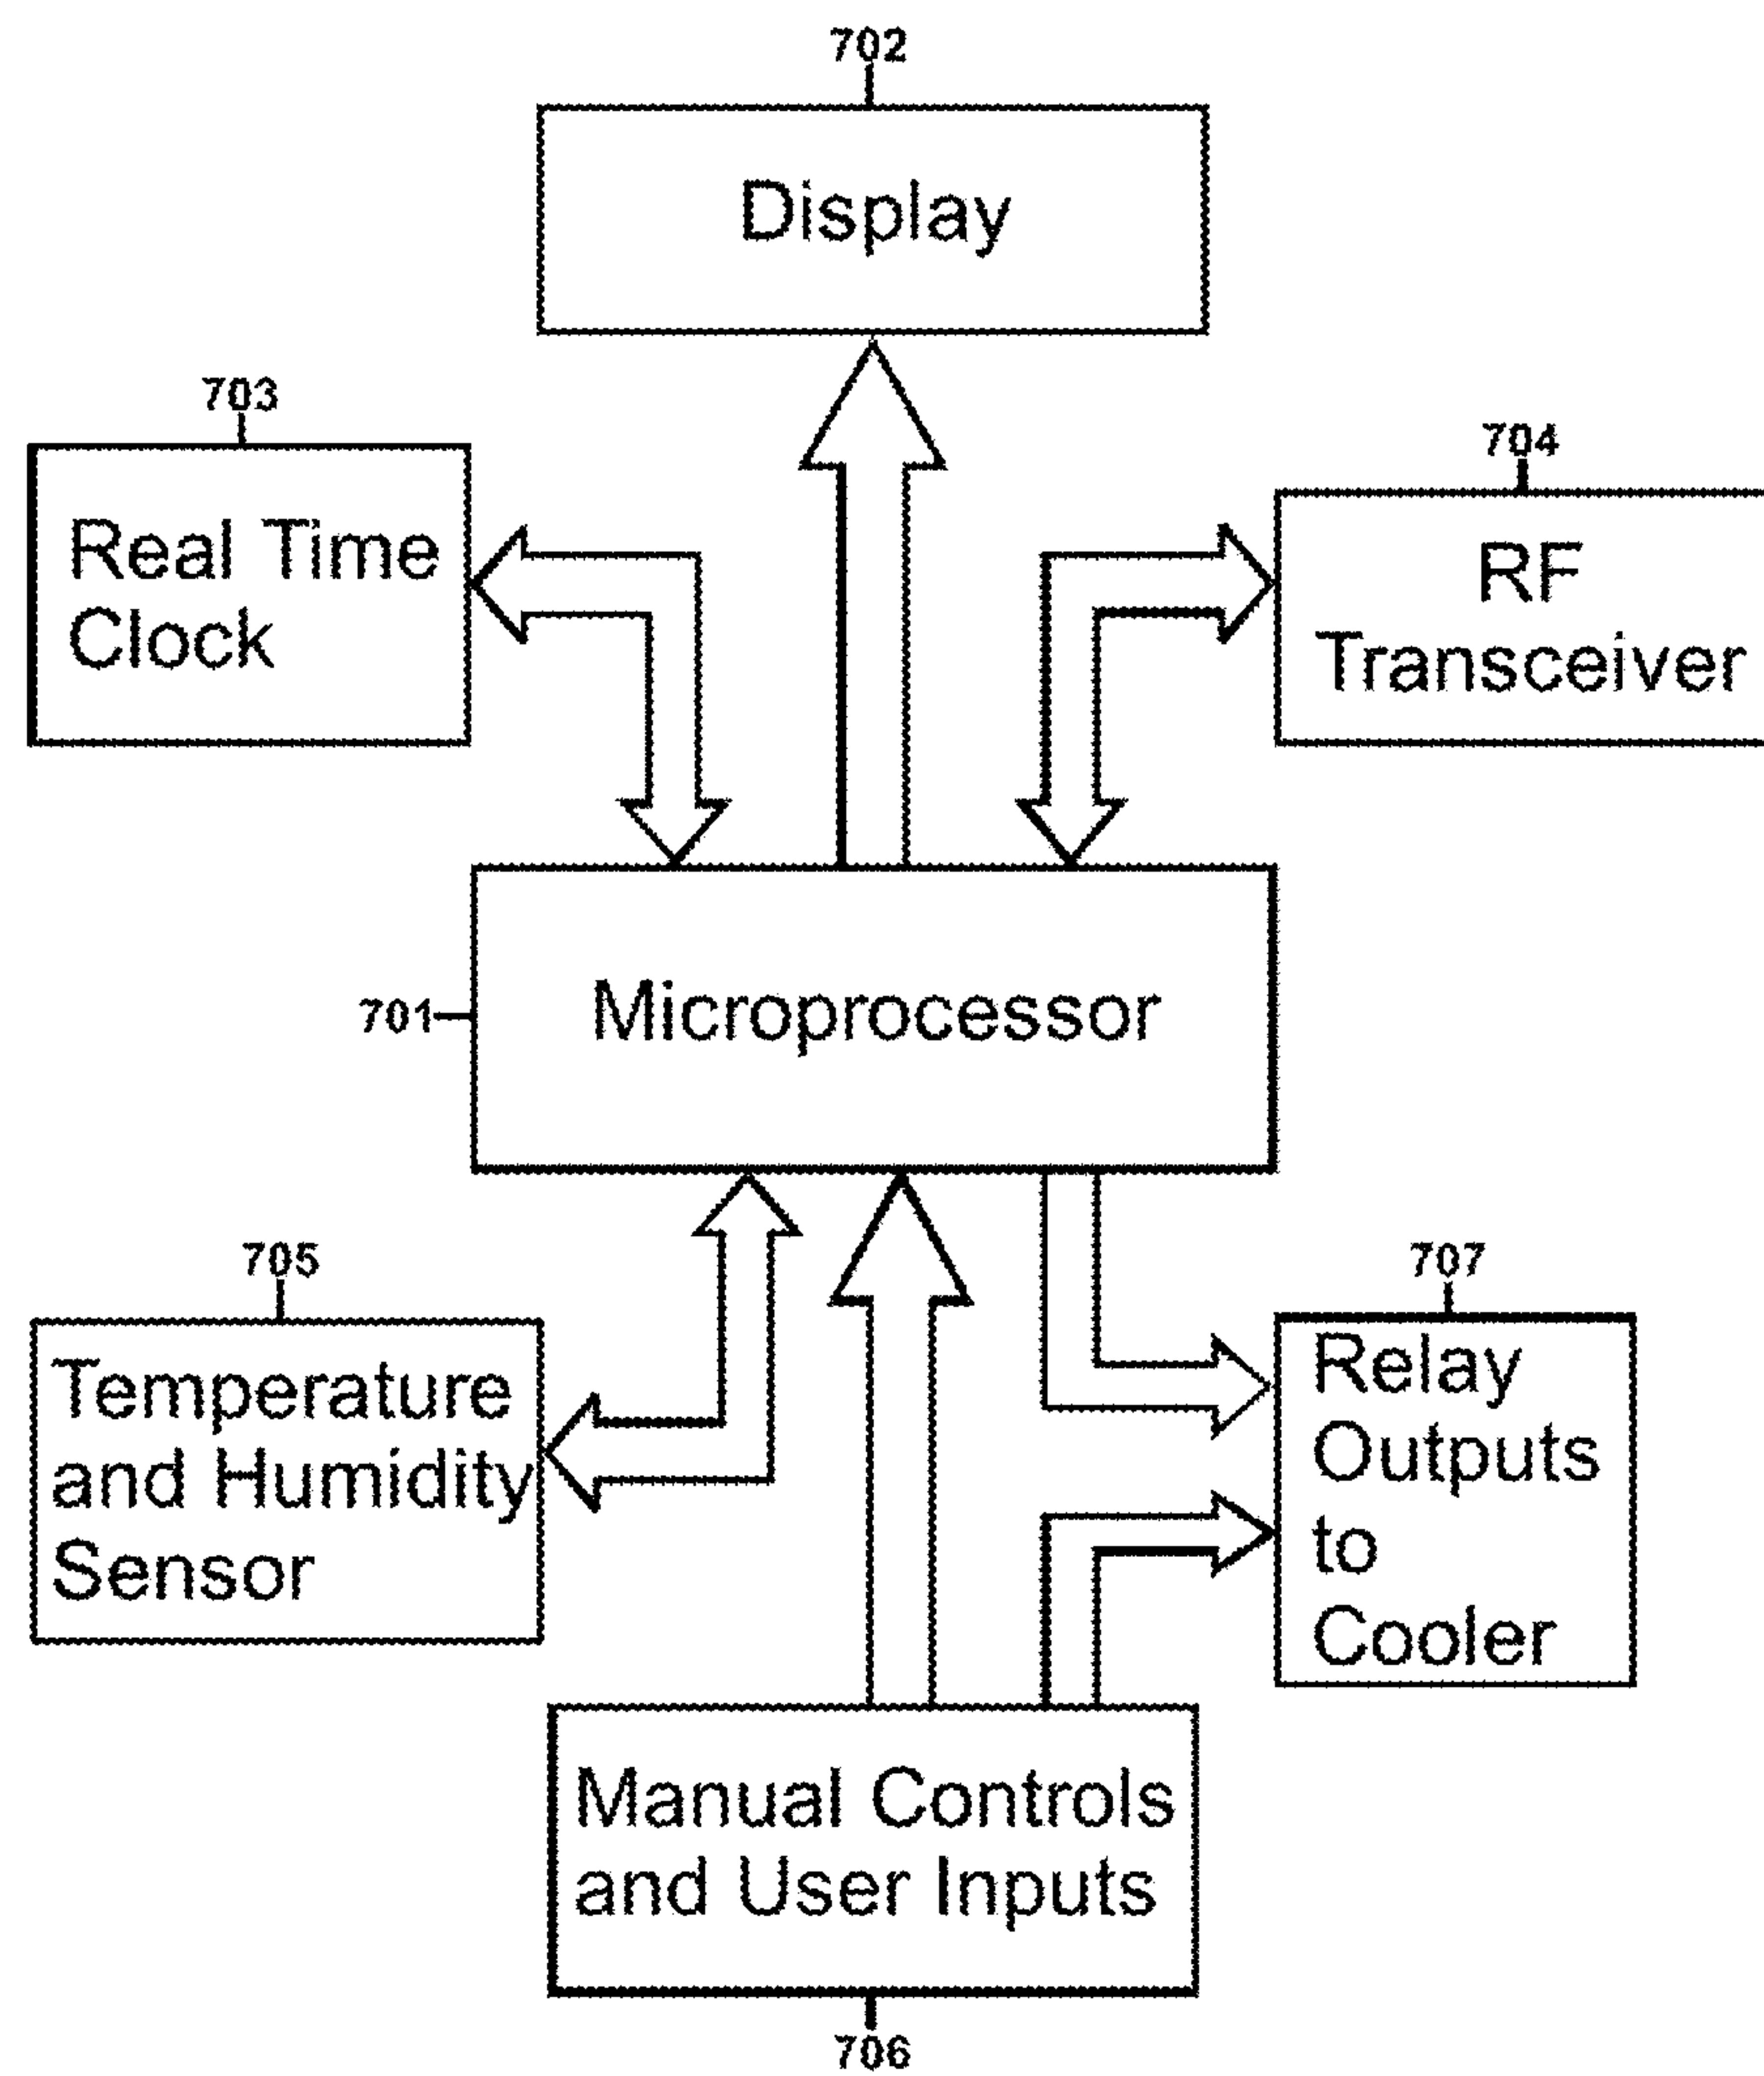 702
Display
703
Real Time
Clock
704
RF
Transceiver
701
Microprocessor
705
Temperature
and Humidity
Sensor
707
Relay
Outputs
to
Cooler
Manual Controls
and User Inputs
706